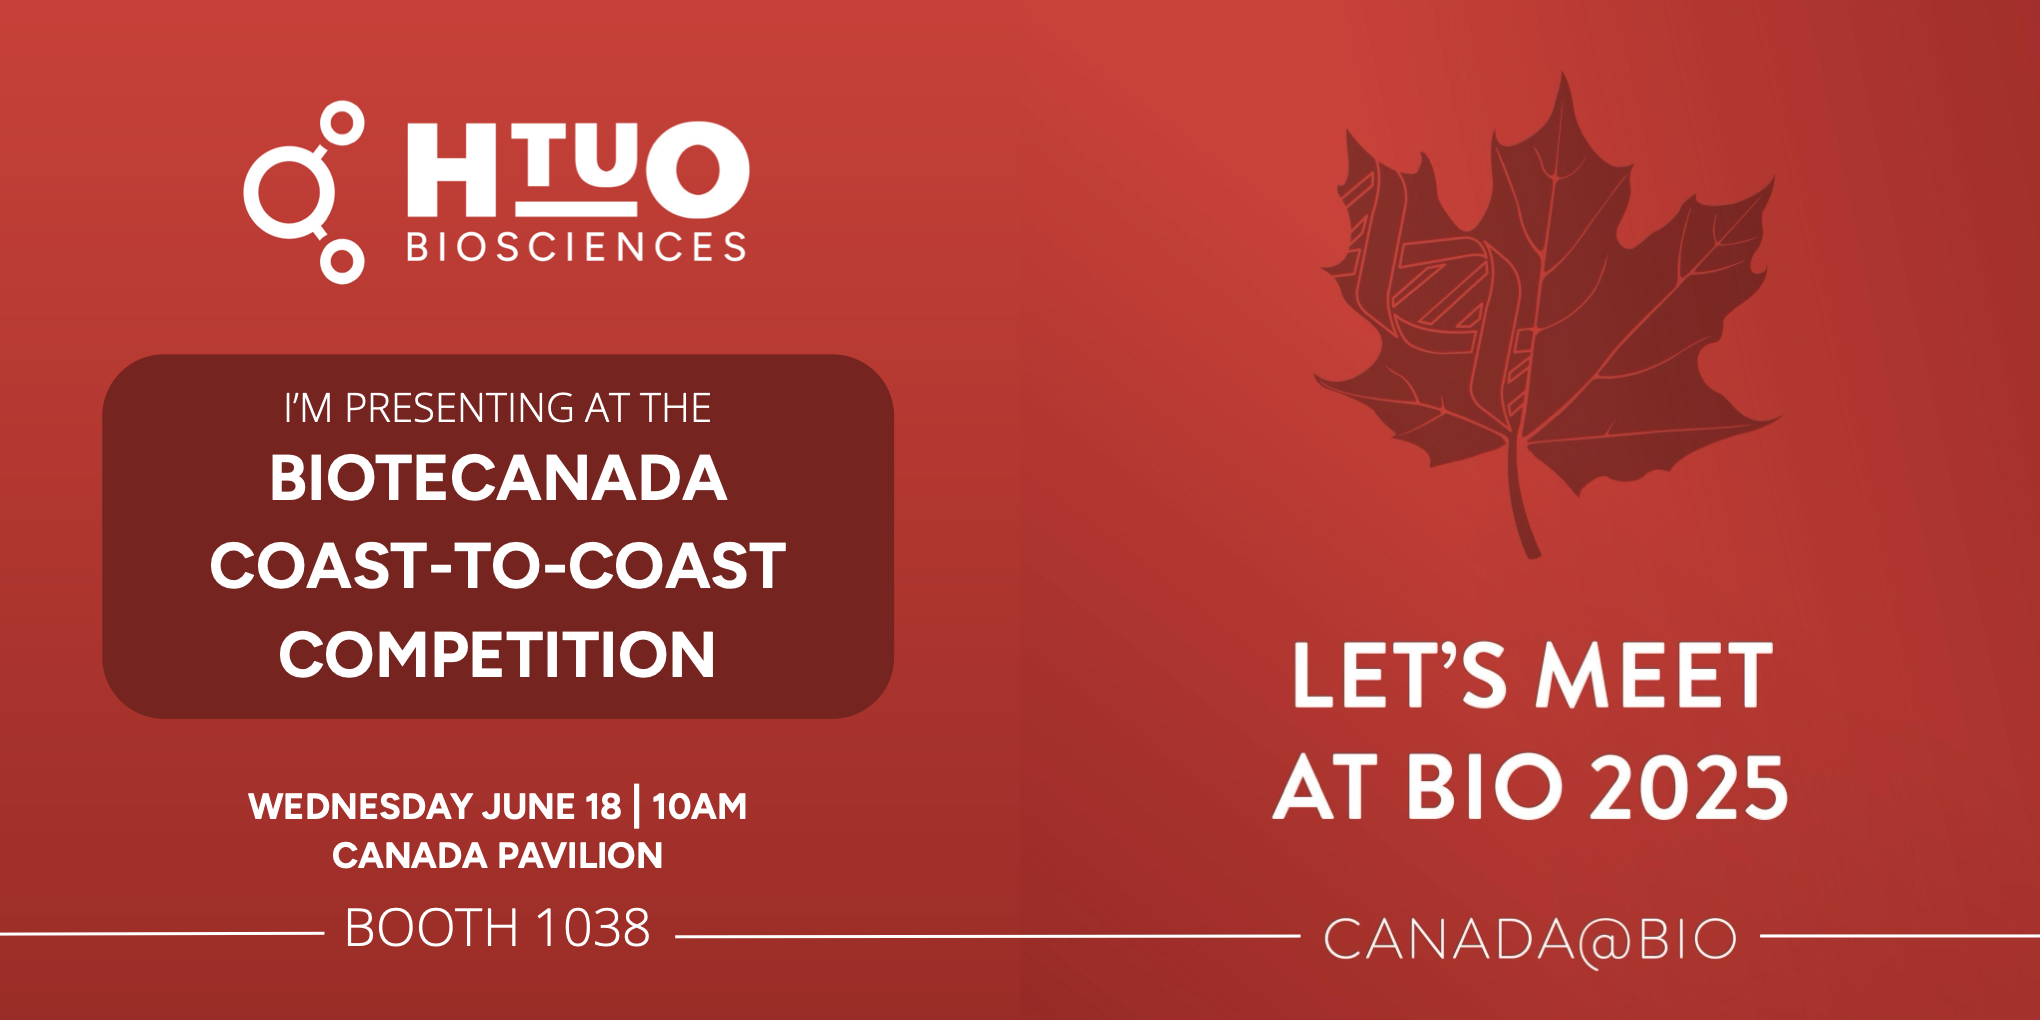 HTUO
BIOSCIENCES
I'M PRESENTING AT THE
BIOTECANADA
COAST-TO-COAST
COMPETITION
WEDNESDAY JUNE 18 | 10AM
CANADA PAVILION
BOOTH 1038
LET'S MEET
AT BIO 2025
CANADA@BIO